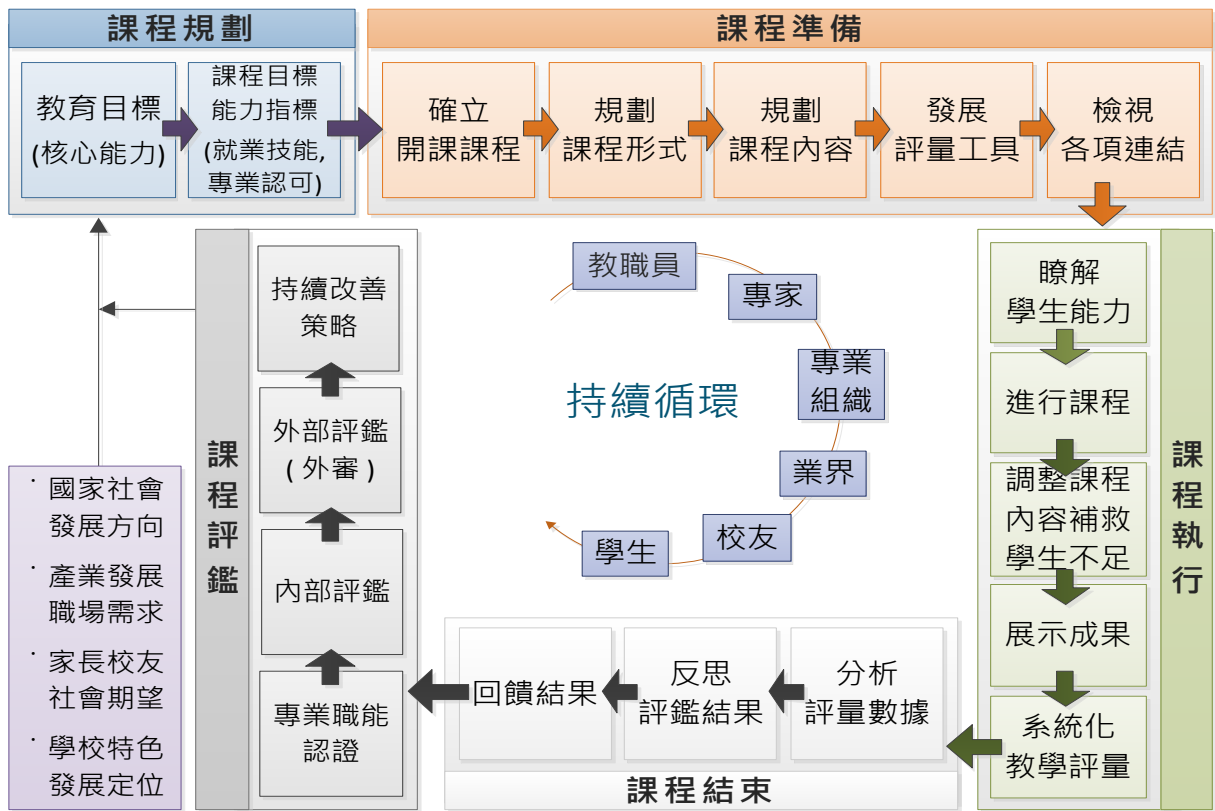 課程規劃
教育目標
(核心能力)
課程目標
能力指標
(就業技能,
專業認可)
課程準備
確立
開課課程
規劃
課程形式
規劃
課程內容
發展
評量工具
檢視
各項連結
課程執行
瞭解
學生能力
進行課程
調整課程
內容補救
學生不足
展示成果
系統化
教學評量
課程結束
分析
評量數據
反思
評鑑結果
回饋結果
課程評鑑
專業職能
認證
內部評鑑
外部評鑑
(外審)
持續改善
策略
˙國家社會
發展方向
˙產業發展
職場需求
˙家長校友
社會期望
˙學校特色
發展定位
持續循環
教職員
專家
專業
組織
業界
校友
學生